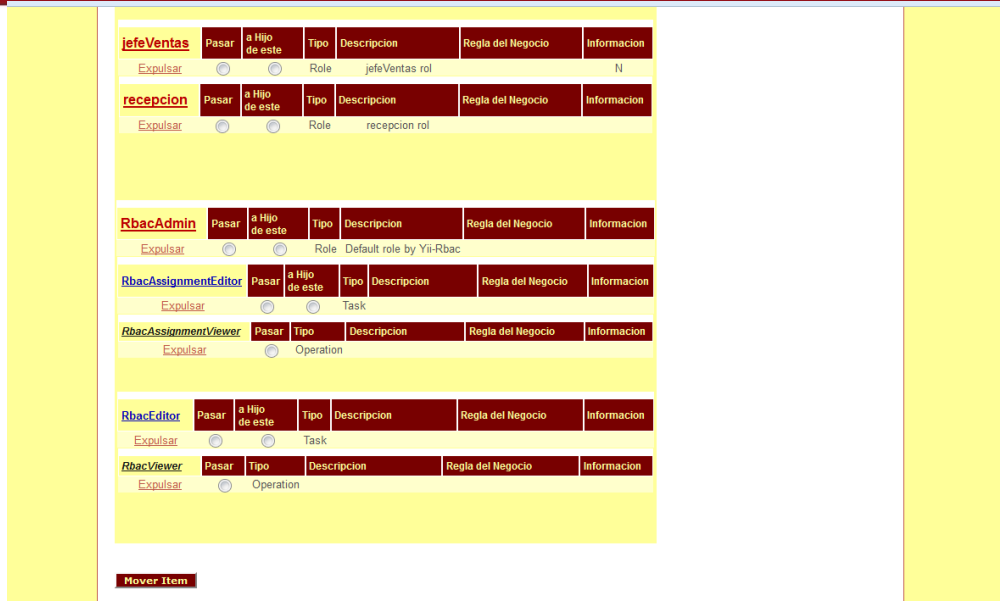 jefeVentas Pasar a Hijo de este Tipo Descripcion Regla del Negocio Informacion
Expulsar Role jefeVentas rol N
recepcion Pasar a Hijo de este Tipo Descripcion Regla del Negocio Informacion
Expulsar Role recepcion rol
RbacAdmin Pasar a Hijo de este Tipo Descripcion Regla del Negocio Informacion
Expulsar Role Default role by Yii-Rbac
RbacAssignmentEditor Pasar a Hijo de este Tipo Descripcion Regla del Negocio Informacion
Expulsar Task
RbacAssignmentViewer Pasar Tipo Descripcion Regla del Negocio Informacion
Expulsar Operation
RbacEditor Pasar a Hijo de este Tipo Descripcion Regla del Negocio Informacion
Expulsar Task
RbacViewer Pasar Tipo Descripcion Regla del Negocio Informacion
Expulsar Operation
Mover Item